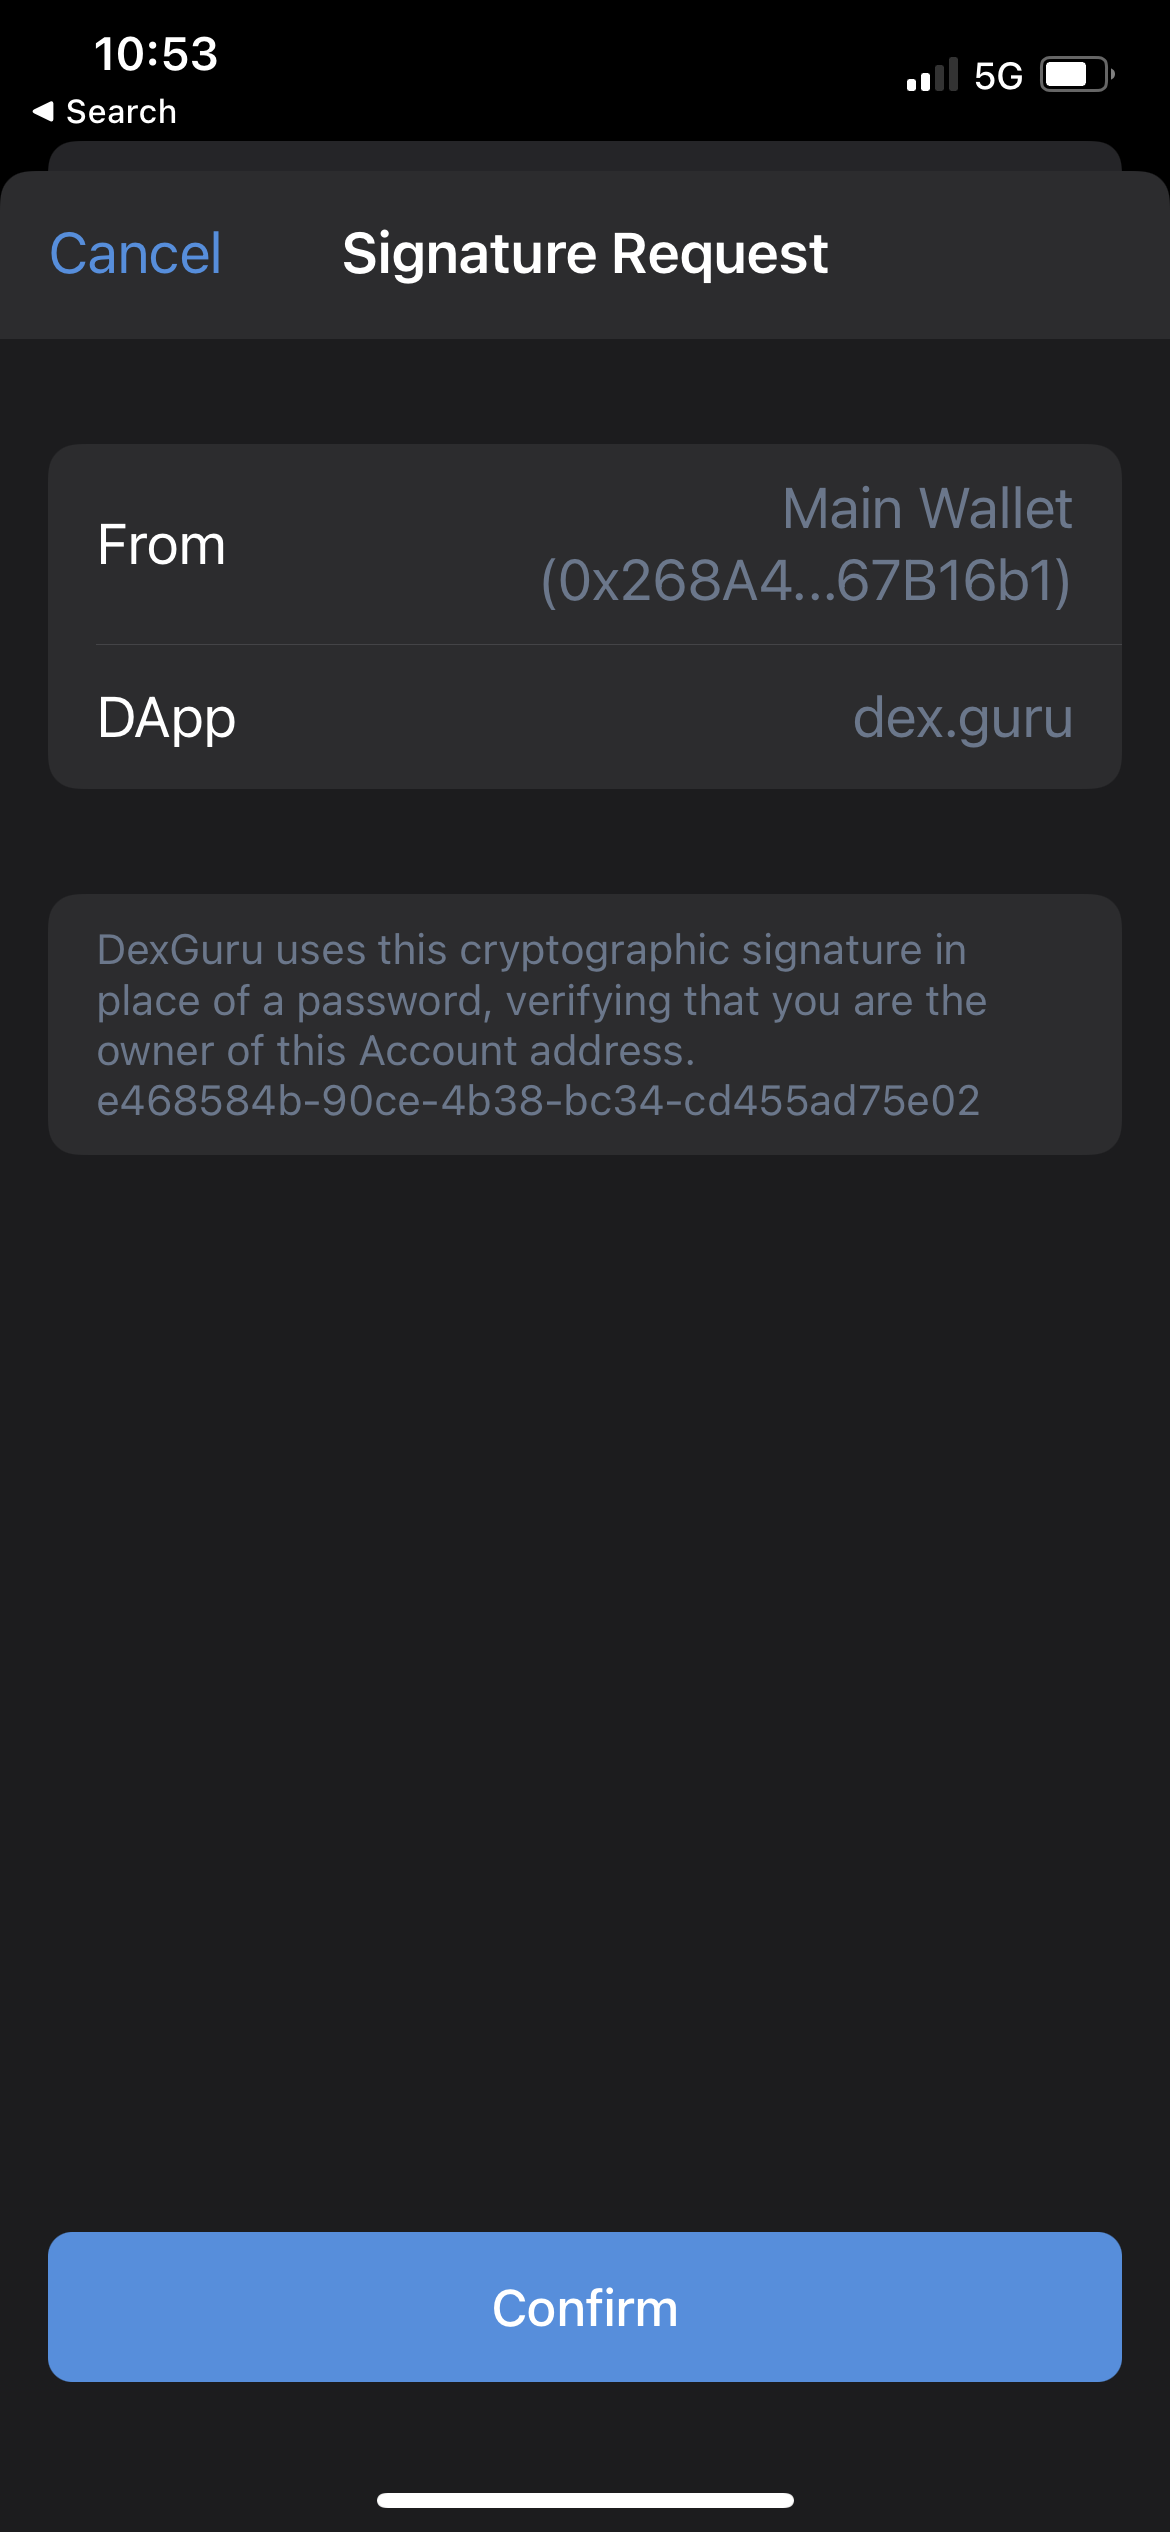 10:53
5G
Search
Cancel
Signature Request
From
Main Wallet
(0x268A4...67B16b1)
DApp
dex.guru
DexGuru uses this cryptographic signature in
place of a password, verifying that you are the
owner of this Account address.
e468584b-90ce-4b38-bc34-cd455ad75e02
Confirm